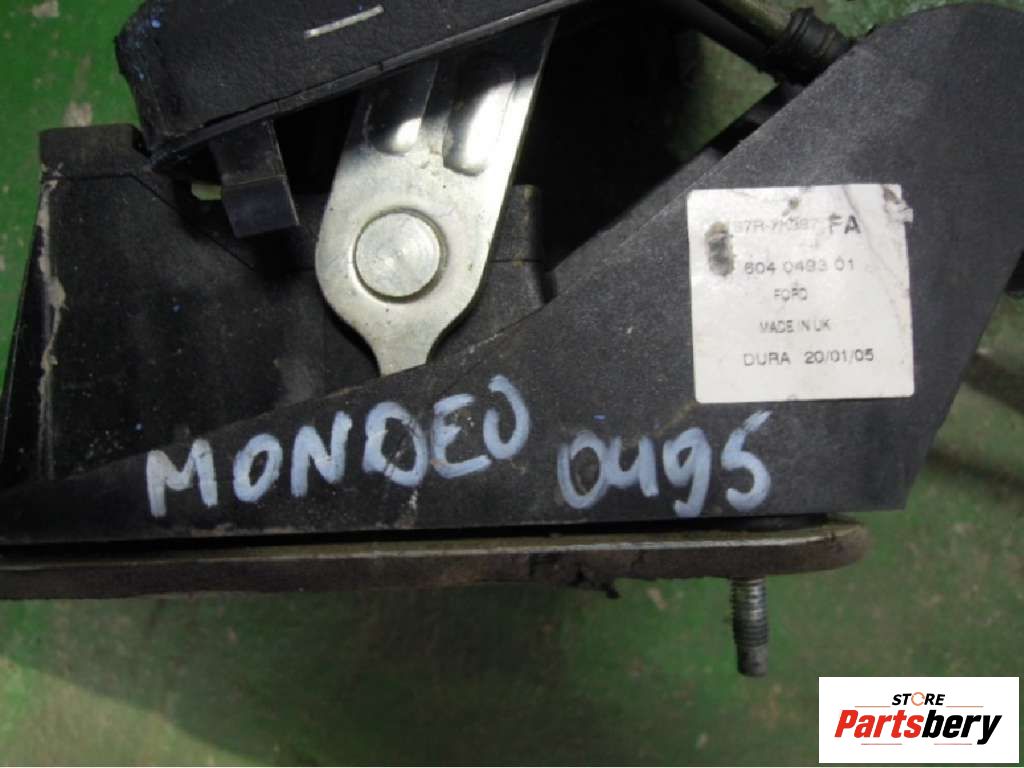 FA
604 0493 01
FORD
MADE IN UK
DURA 20/01/05
MONDEO 0495
STORE
Partsbery